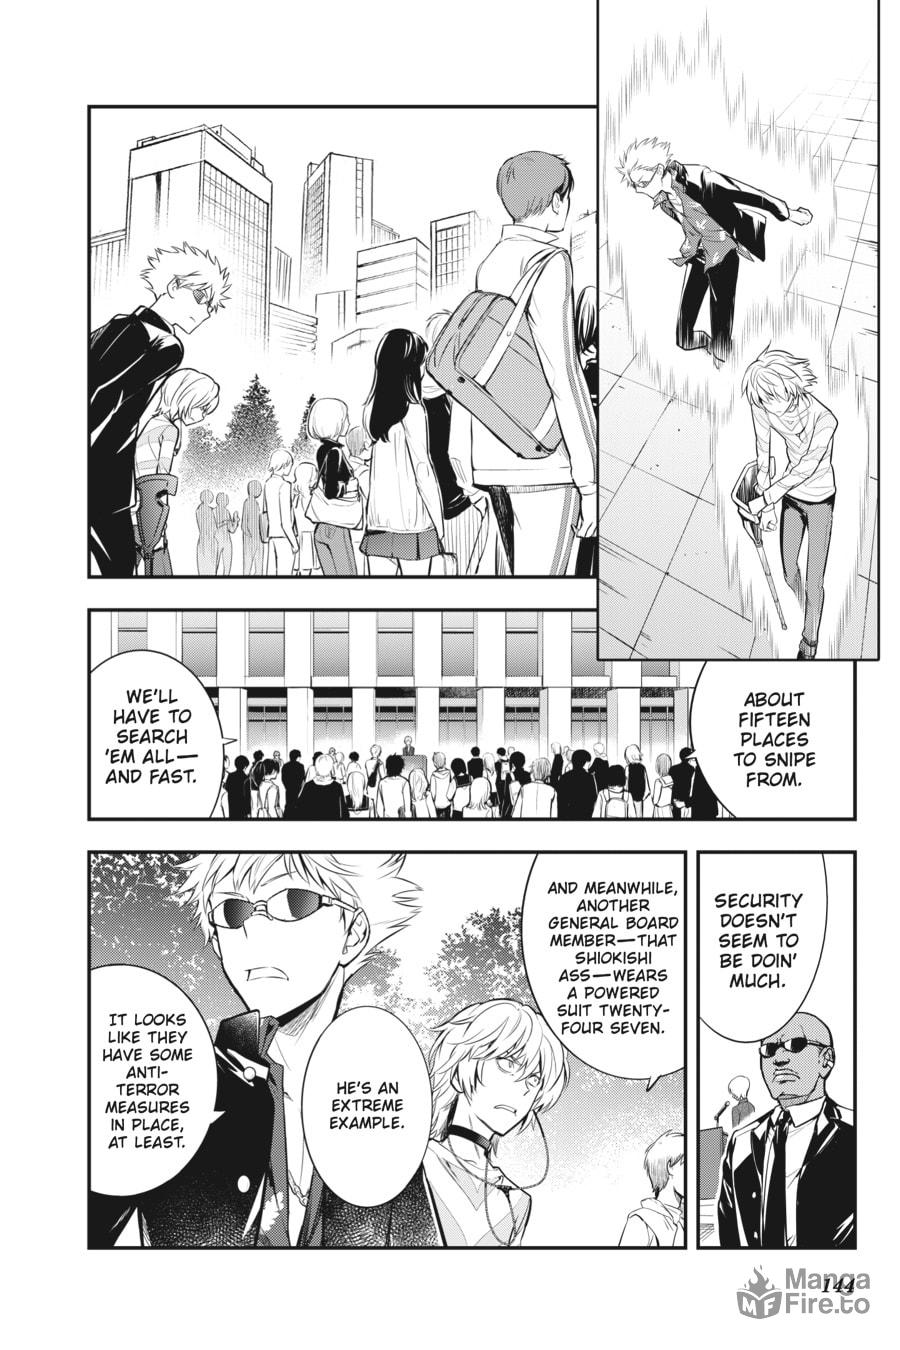 ABOUT
FIFTEEN
PLACES
TO SNIPE
FROM.
WE'LL
HAVE TO
SEARCH
'EM ALL—
AND FAST.
SECURITY
DOESN'T
SEEM TO
BE DOIN'
MUCH.
AND MEANWHILE,
ANOTHER
GENERAL BOARD
MEMBER—THAT
SHIOKISHI
ASS—WEARS
A POWERED
SUIT TWENTY-
FOUR SEVEN.
HE'S AN
EXTREME
EXAMPLE.
IT LOOKS
LIKE THEY
HAVE SOME
ANTI-
TERROR
MEASURES
IN PLACE,
AT LEAST.
144
MF
Manga
Fire.to